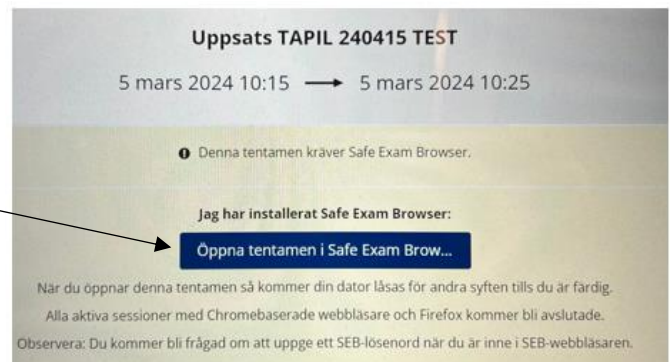 Uppsats TAPIL 240415 TEST
5 mars 2024 10:15 → 5 mars 2024 10:25
Denna tentamen kräver Safe Exam Browser.
Jag har installerat Safe Exam Browser:
Öppna tentamen i Safe Exam Brow...
När du öppnar denna tentamen så kommer din dator låsas för andra syften tills du är färdig.
Alla aktiva sessioner med Chromebaserade webbläsare och Firefox kommer bli avslutade.
Observera: Du kommer bli frågad om att uppge ett SEB-lösenord när du är inne i SEB-webbläsaren.